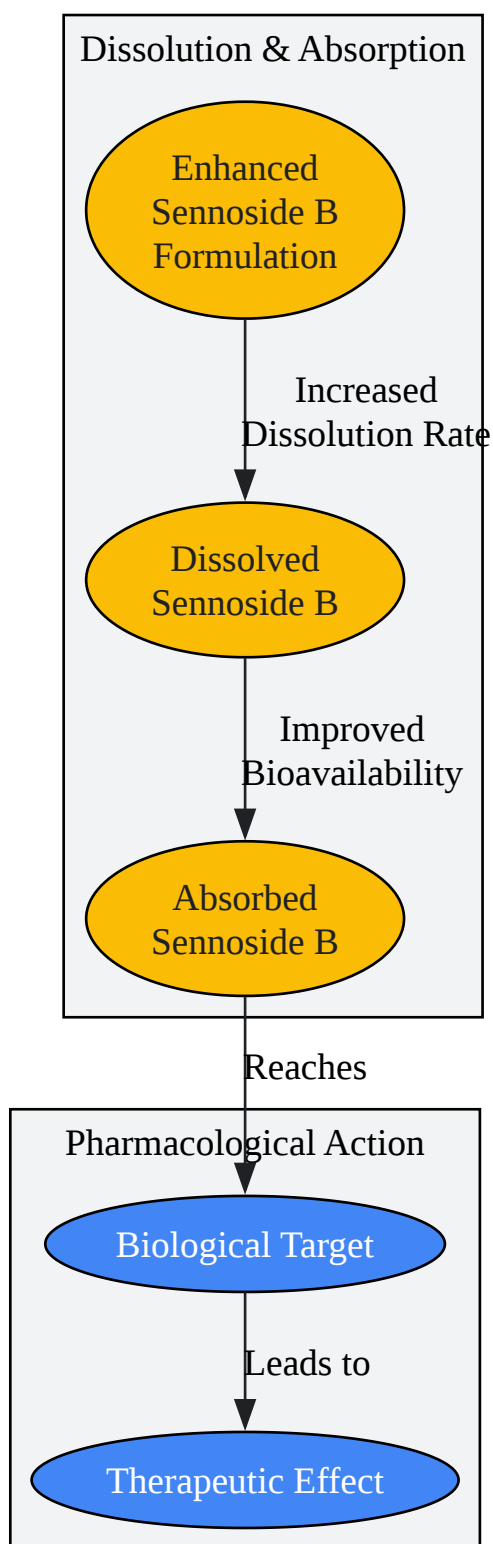 Dissolution & Absorption
Enhanced
Sennoside B
Formulation
Increased
Dissolution Rate
Dissolved
Sennoside B
Improved
Bioavailability
Absorbed
Sennoside B
Reaches
Pharmacological Action
Biological Target
Leads to
Therapeutic Effect